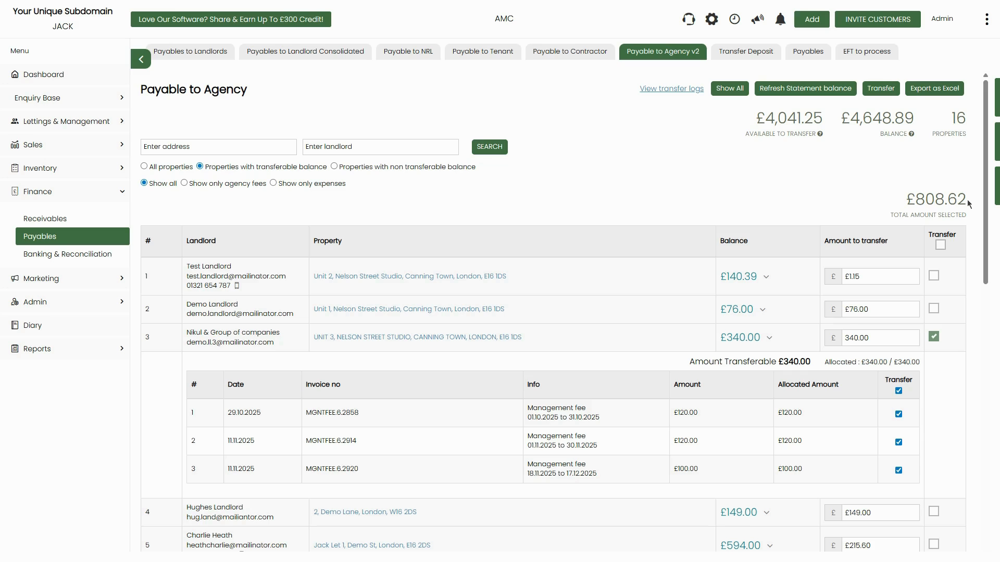 Your Unique Subdomain
JACK
Love Our Software? Share & Earn Up To £300 Credit!
AMC
Add
INVITE CUSTOMERS
Admin
Menu
Dashboard
Enquiry Base
Lettings & Management
Sales
Inventory
Finance
Receivables
Payables
Banking & Reconciliation
Marketing
Admin
Diary
Reports
Payables to Landlords
Payables to Landlord Consolidated
Payable to NRL
Payable to Tenant
Payable to Contractor
Payable to Agency v2
Transfer Deposit
Payables
EFT to process
Payable to Agency
View transfer logs
Show All
Refresh Statement balance
Transfer
Export as Excel
£4,041.25
AVAILABLE TO TRANSFER ?
£4,648.89
BALANCE ?
16
PROPERTIES
Enter address
Enter landlord
SEARCH
All properties
Properties with transferable balance
Properties with non transferable balance
Show all
Show only agency fees
Show only expenses
£808.62
TOTAL AMOUNT SELECTED
# Landlord Property Balance Amount to transfer Transfer
1
Test Landlord
test.landlord@mailinator.com
01321 654 787
Unit 2, Nelson Street Studio, Canning Town, London, E16 1DS
£140.39
£ £1.15
2
Demo Landlord
demo.landlord@mailinator.com
Unit 1, Nelson Street Studio, Canning Town, London, E16 1DS
£76.00
£ £76.00
3
Nikul & Group of companies
demo.ll.3@mailinator.com
UNIT 3, NELSON STREET STUDIO, CANNING TOWN, LONDON, E16 1DS
£340.00
£ 340.00
Amount Transferable £340.00
Allocated : £340.00 / £340.00
# Date Invoice no Info Amount Allocated Amount Transfer
1 29.10.2025 MGNTFEE.6.2858
Management fee
01.10.2025 to 31.10.2025
£120.00 £120.00
2 11.11.2025 MGNTFEE.6.2914
Management fee
01.11.2025 to 30.11.2025
£120.00 £120.00
3 11.11.2025 MGNTFEE.6.2920
Management fee
18.11.2025 to 17.12.2025
£100.00 £100.00
4
Hughes Landlord
hug.land@mailiantor.com
2, Demo Lane, London, W16 2DS
£149.00
£ £149.00
5
Charlie Heath
heathcharlie@mailinator.com
Jack Let 1, Demo St, London, E16 2DS
£594.00
£ £215.60